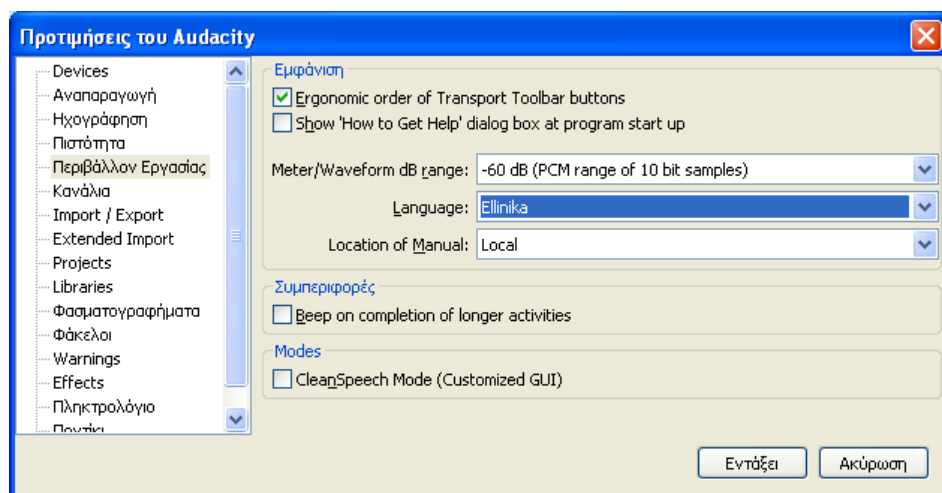 Προτιμήσεις του Audacity
Devices
Αναπαραγωγή
Ηχογράφηση
Πιστότητα
Περιβάλλον Εργασίας
Κανάλια
Import / Export
Extended Import
Projects
Libraries
Φασματογραφήματα
Φάκελοι
Warnings
Effects
Πληκτρολόγιο
Ποντίκι
Εμφάνιση
Ergonomic order of Transport Toolbar buttons
Show 'How to Get Help' dialog box at program start up
Meter/Waveform dB range: -60 dB (PCM range of 10 bit samples)
Language: Ellinika
Location of Manual: Local
Συμπεριφορές
Beep on completion of longer activities
Modes
CleanSpeech Mode (Customized GUI)
Εντάξει Ακύρωση